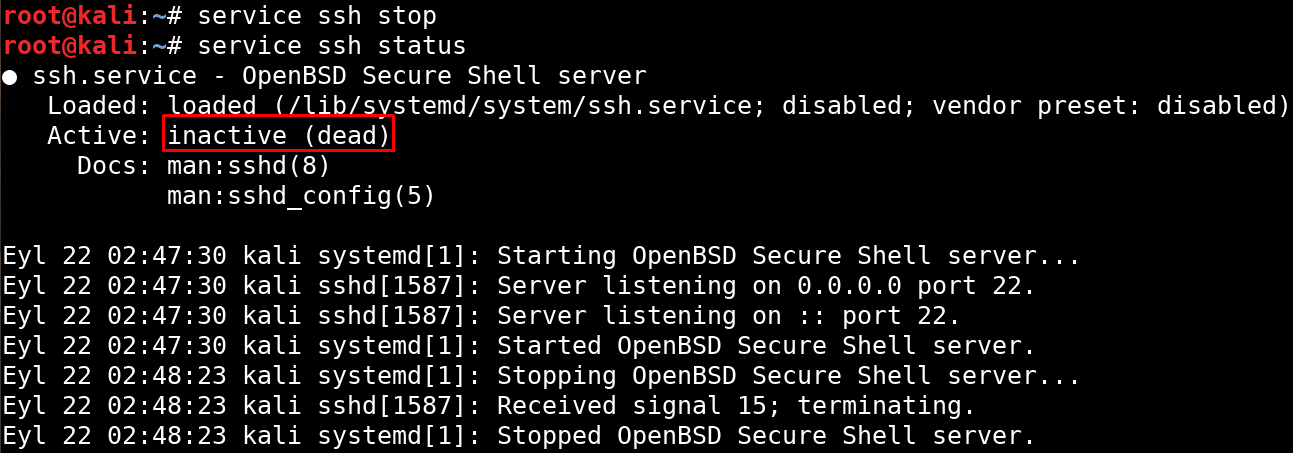 root@kali:~# service ssh stop
root@kali:~# service ssh status
● ssh.service - OpenBSD Secure Shell server
   Loaded: loaded (/lib/systemd/system/ssh.service; disabled; vendor preset: disabled)
   Active: inactive (dead)
     Docs: man:sshd(8)
           man:sshd_config(5)

Eyl 22 02:47:30 kali systemd[1]: Starting OpenBSD Secure Shell server...
Eyl 22 02:47:30 kali sshd[1587]: Server listening on 0.0.0.0 port 22.
Eyl 22 02:47:30 kali sshd[1587]: Server listening on :: port 22.
Eyl 22 02:47:30 kali systemd[1]: Started OpenBSD Secure Shell server.
Eyl 22 02:48:23 kali systemd[1]: Stopping OpenBSD Secure Shell server...
Eyl 22 02:48:23 kali sshd[1587]: Received signal 15; terminating.
Eyl 22 02:48:23 kali systemd[1]: Stopped OpenBSD Secure Shell server.